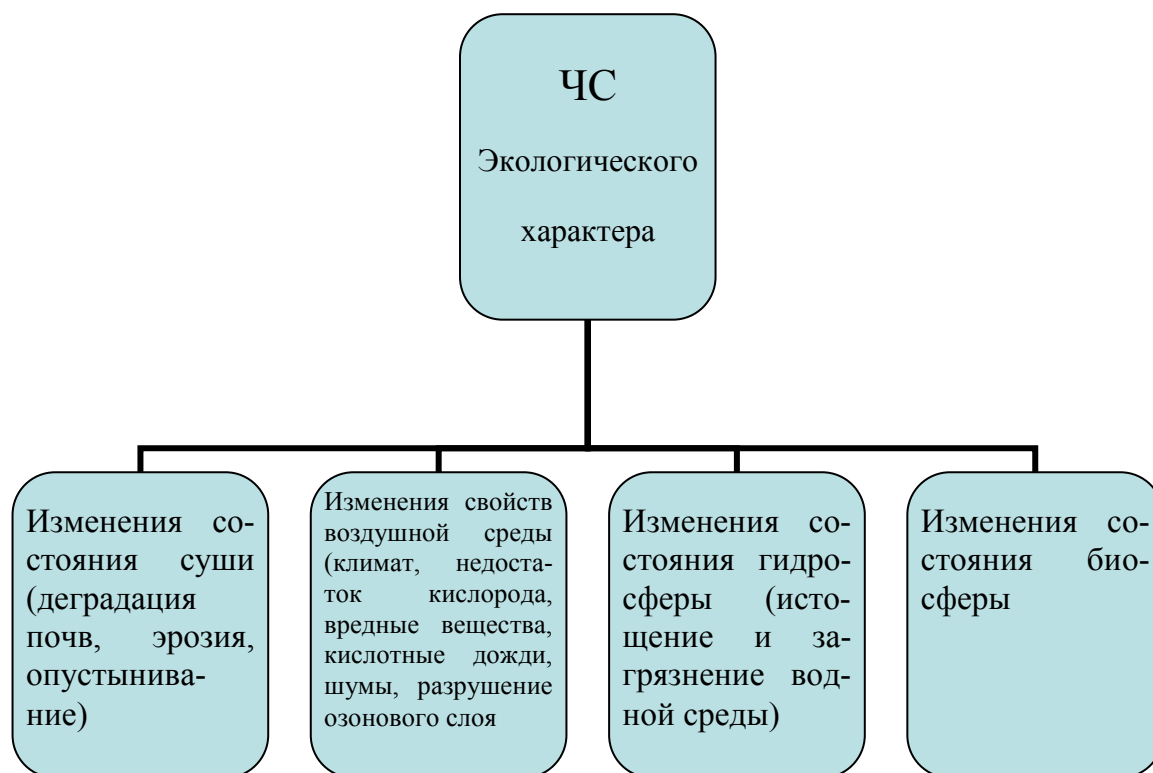 ЧС
Экологического
характера
Изменения со-
стояния суши
(деградация
почв, эрозия,
опустынива-
ние)
Изменения свойств
воздушной среды
(климат, недоста-
ток кислорода,
вредные вещества,
кислотные дожди,
шумы, разрушение
озонового слоя
Изменения со-
стояния гидро-
сферы (исто-
щение и за-
грязнение вод-
ной среды)
Изменения со-
стояния био-
сферы